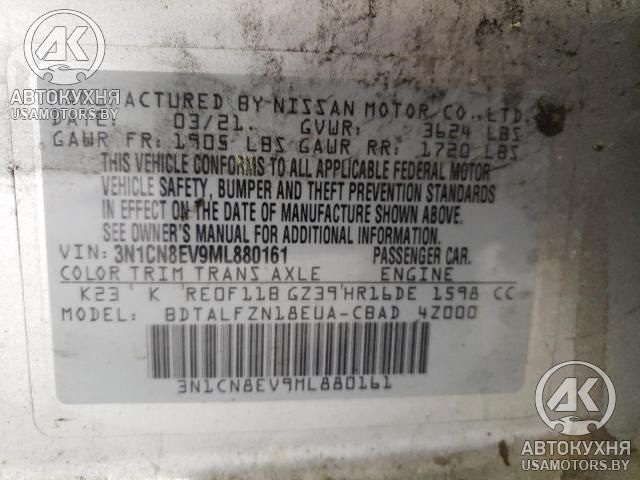 AK
АВТОКУХНЯ
USAMOTORS.BY
ACTURED BY NISSAN MOTOR CO.,LTD.
03/21. GVWR: 3624 LBS
GAWR FR: 1905 LBS GAWR RR: 1720 LBS
THIS VEHICLE CONFORMS TO ALL APPLICABLE FEDERAL MOTOR
VEHICLE SAFETY, BUMPER AND THEFT PREVENTION STANDARDS
IN EFFECT ON THE DATE OF MANUFACTURE SHOWN ABOVE.
SEE OWNER'S MANUAL FOR ADDITIONAL INFORMATION.
VIN: 3N1CN8EV9ML880161 PASSENGER CAR.
COLOR TRIM TRANS AXLE ENGINE
K23 K RE0F11B GZ39 HR16DE 1598 CC
MODEL: BDTALFZN18EUA-CBAD 4Z000
3N1CN8EV9ML880161
AK
АВТОКУХНЯ
USAMOTORS.BY